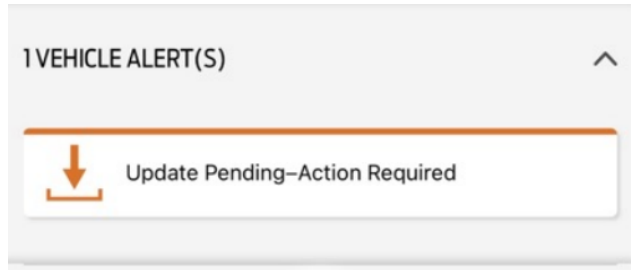 1 VEHICLE ALERT(S)
Update Pending–Action Required